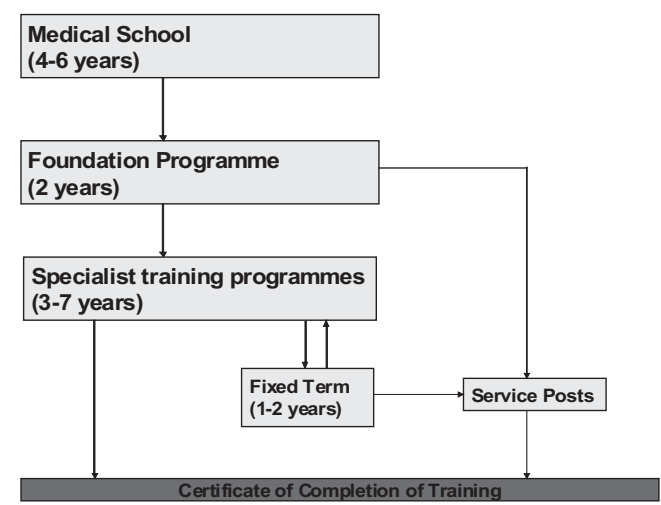 Medical School
(4-6 years)
Foundation Programme
(2 years)
Specialist training programmes
(3-7 years)
Fixed Term
(1-2 years)
Service Posts
Certificate of Completion of Training